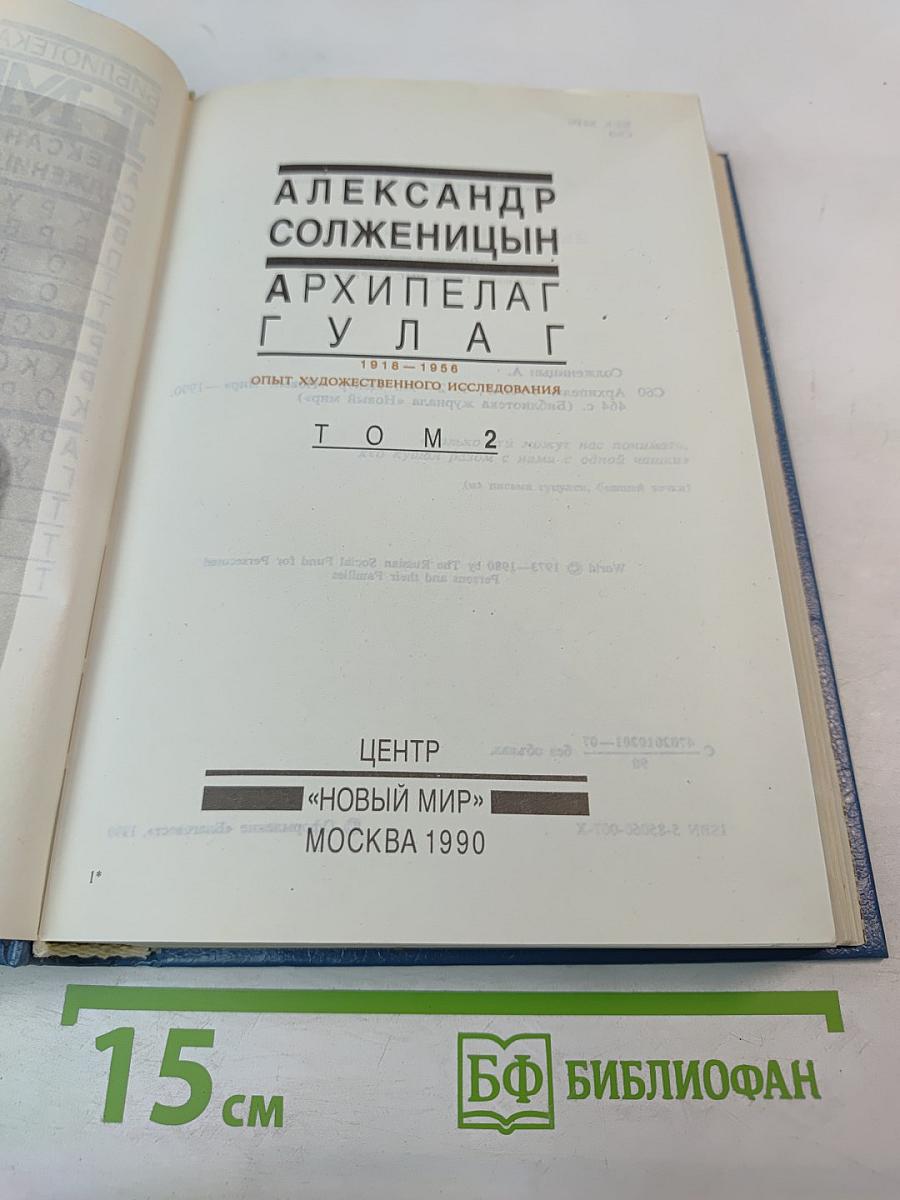 АЛЕКСАНДР
СОЛЖЕНИЦЫН
АРХИПЕЛАГ
ГУЛАГ
1918—1956
ОПЫТ ХУДОЖЕСТВЕННОГО ИССЛЕДОВАНИЯ
ТОМ 2
ЦЕНТР
«НОВЫЙ МИР»
МОСКВА 1990
1*
15 см
БФ БИБЛИОФАН